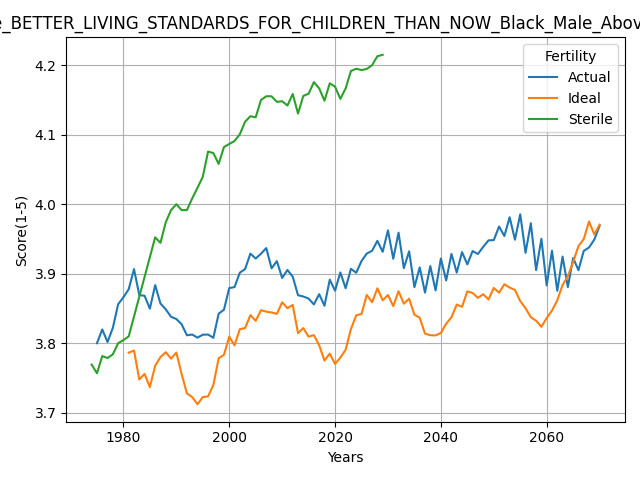 _BETTER_LIVING_STANDARDS_FOR_CHILDREN_THAN_NOW_Black_Male_Abov
Fertility
Actual
Ideal
Sterile
Score(1-5)
4.2
4.1
4.0
3.9
3.8
3.7
1980 2000 2020 2040 2060
Years